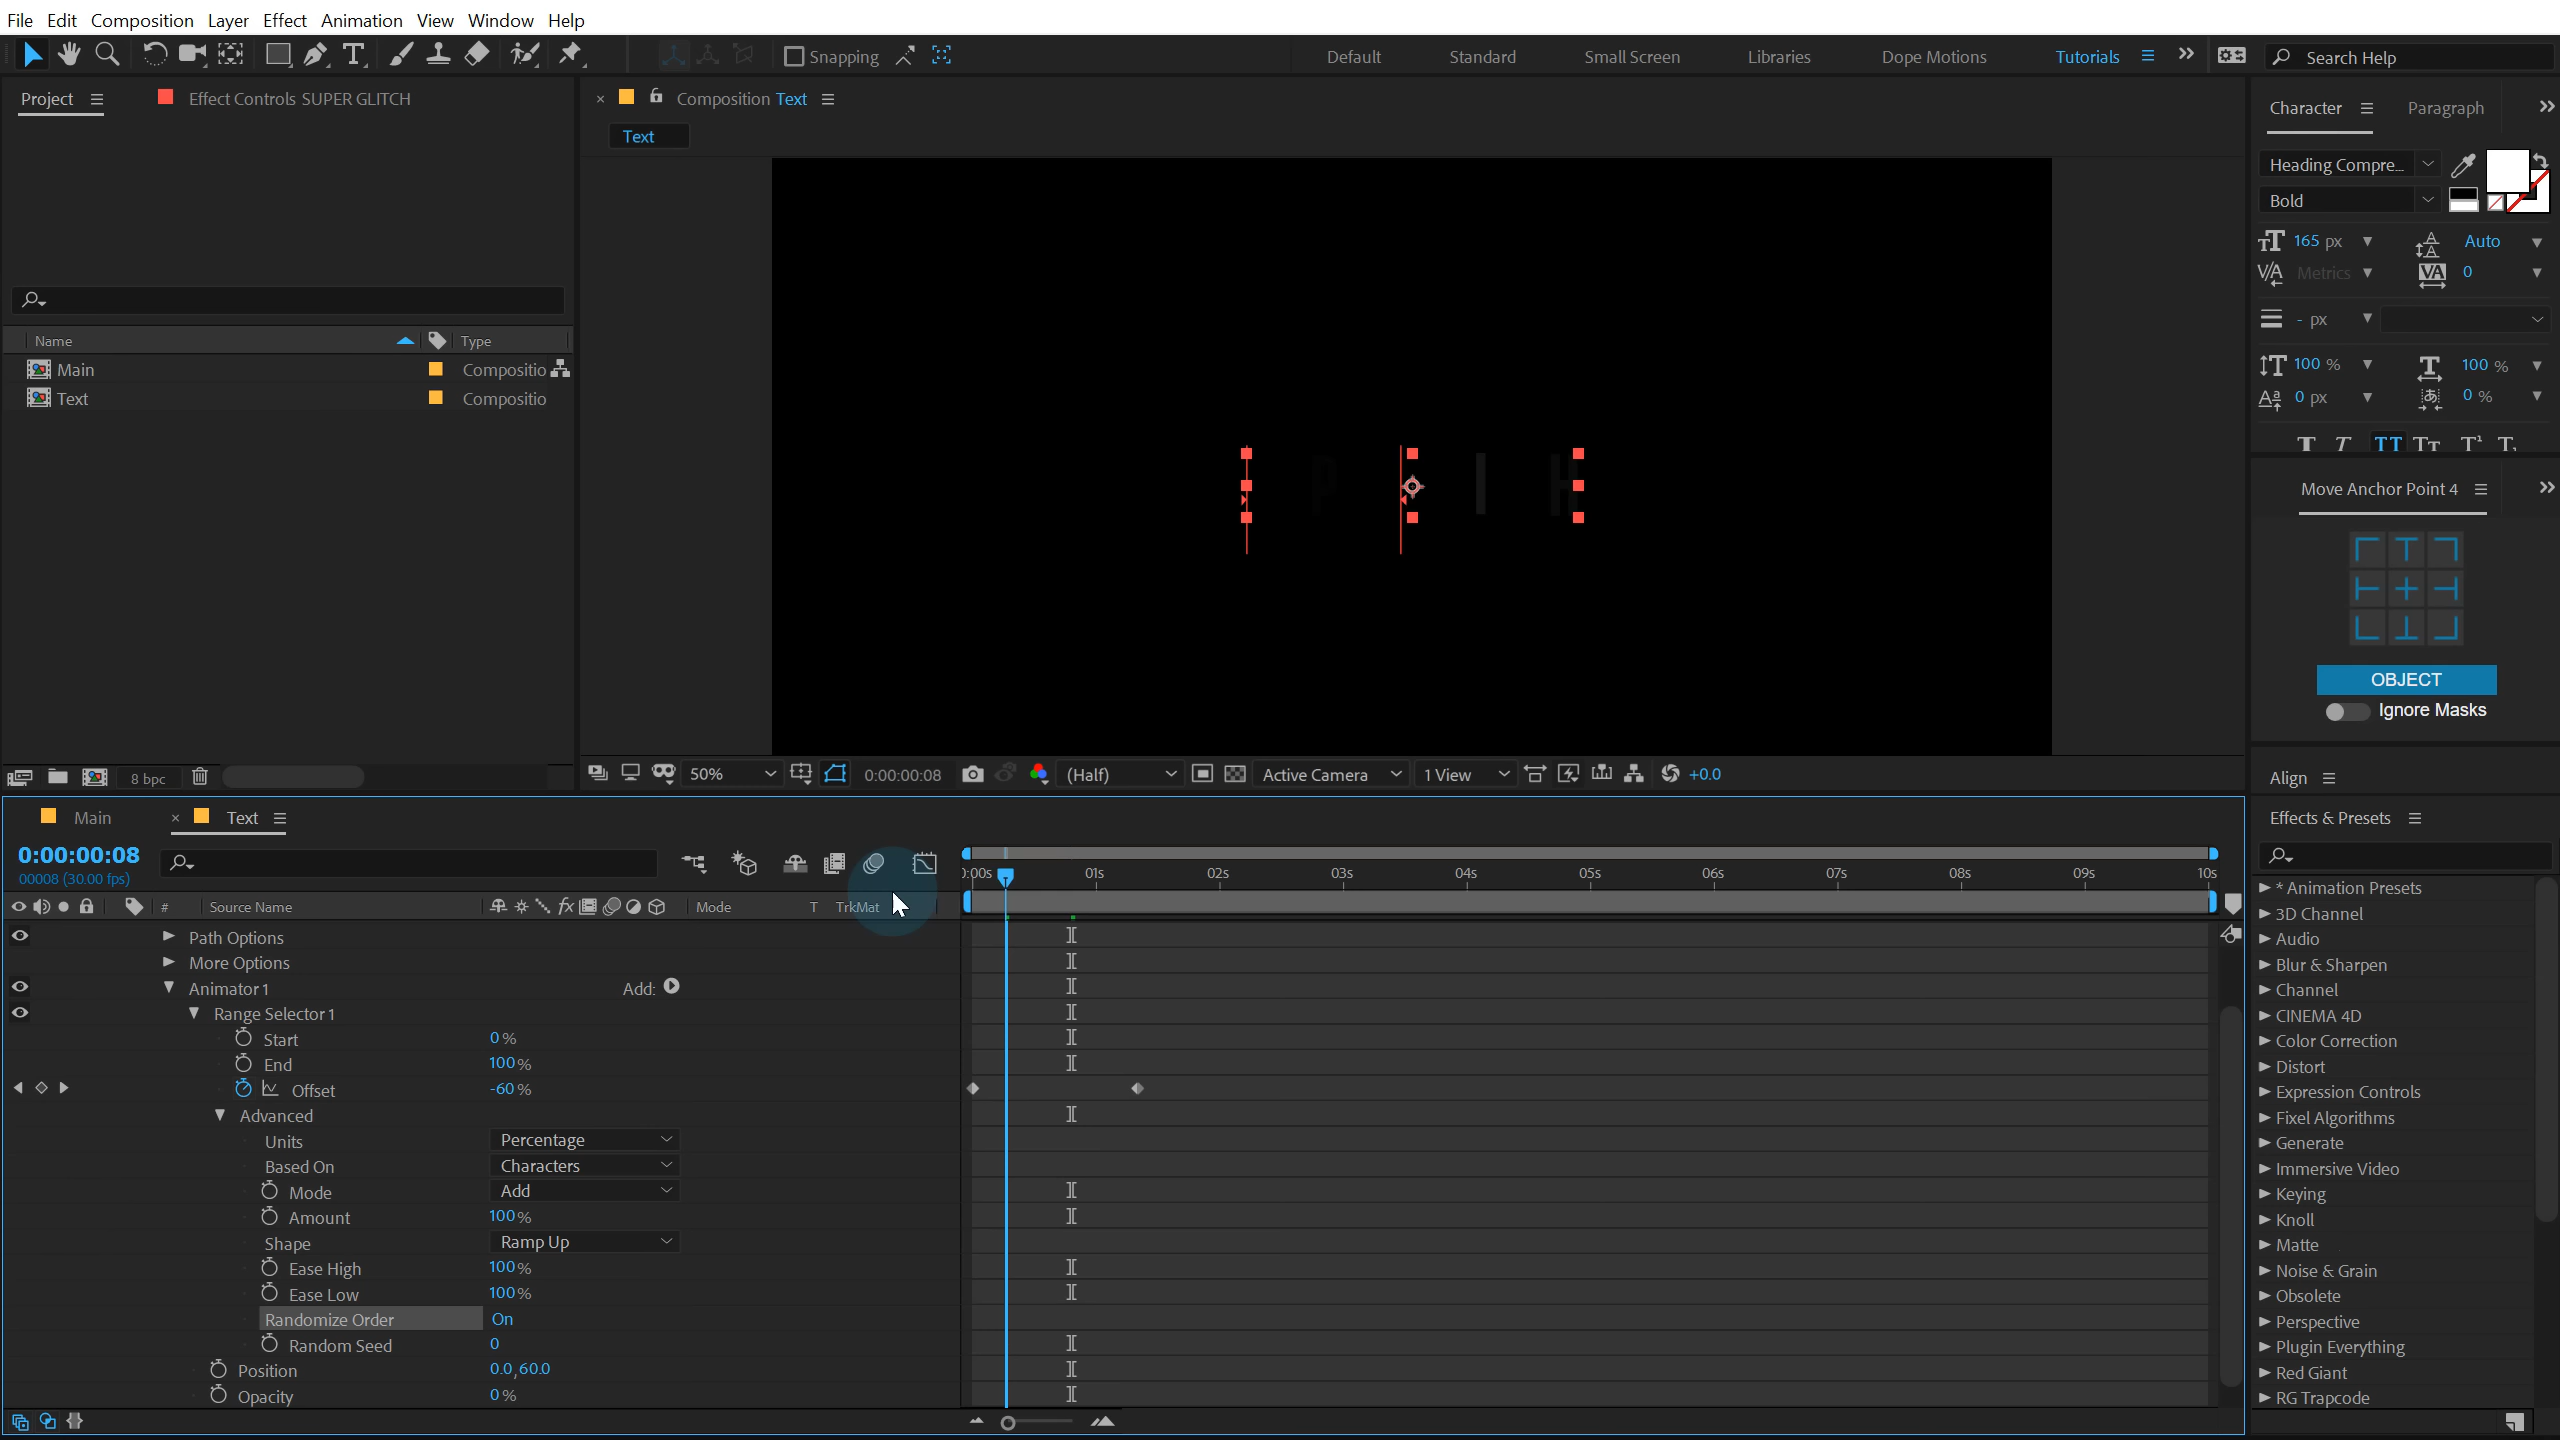 File Edit Composition Layer Effect Animation View Window Help
Snapping Default Standard Small Screen Libraries Dope Motions Tutorials Search Help
Project Effect Controls SUPER GLITCH
Composition Text
Text
Name Type
Main Compositio
Text Compositio
P I H
8 bpc
50% 0:00:00:08 (Half) Active Camera 1 View +0.0
Character Paragraph
Heading Compre...
Bold
165 px Auto
Metrics 0
- px
100 % 100 %
0 px 0 %
Move Anchor Point 4
OBJECT
Ignore Masks
Align
Effects & Presets
* Animation Presets
3D Channel
Audio
Blur & Sharpen
Channel
CINEMA 4D
Color Correction
Distort
Expression Controls
Fixel Algorithms
Generate
Immersive Video
Keying
Knoll
Matte
Noise & Grain
Obsolete
Perspective
Plugin Everything
Red Giant
RG Trapcode
Main Text
0:00:00:08
00008 (30.00 fps)
):00s 01s 02s 03s 04s 05s 06s 07s 08s 09s 10s
# Source Name Mode T TrkMat
Path Options
More Options
Animator 1 Add:
Range Selector 1
Start 0%
End 100%
Offset -60%
Advanced
Units Percentage
Based On Characters
Mode Add
Amount 100%
Shape Ramp Up
Ease High 100%
Ease Low 100%
Randomize Order On
Random Seed 0
Position 0.0,60.0
Opacity 0%